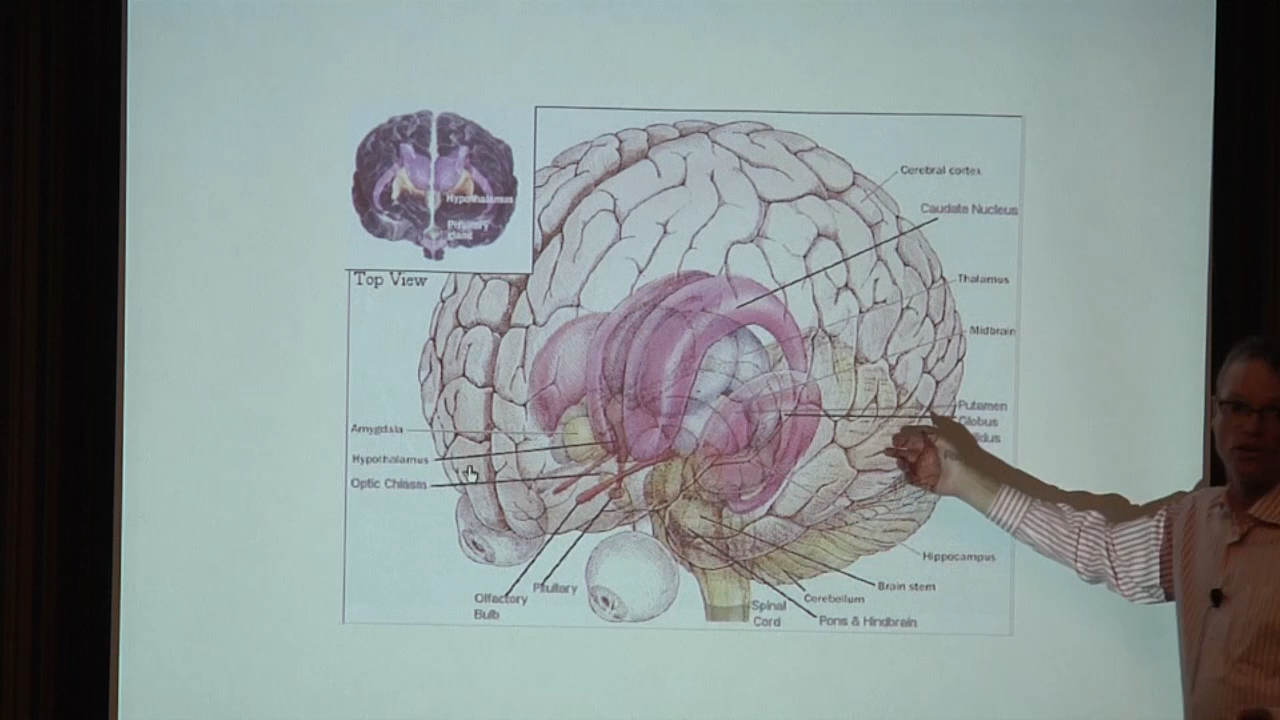 Hypothalamus
Pituitary
Gland
Top View
Cerebral cortex
Caudate Nucleus
Thalamus
Midbrain
Putamen
Globus
Amygdala
Hypothalamus
Optic Chiasm
Hippocampus
Brain stem
Cerebellum
Pons & Hindbrain
Spinal
Cord
Pituitary
Olfactory
Bulb